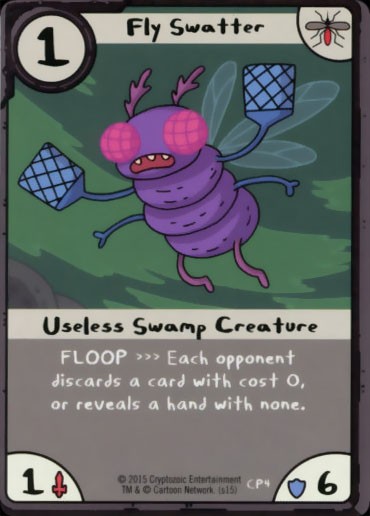 1
Fly Swatter
Useless Swamp Creature
FLOOP >>> Each opponent
discards a card with cost 0,
or reveals a hand with none.
© 2015 Cryptozoic Entertainment
TM & © Cartoon Network. (s15)
CP4
1
6